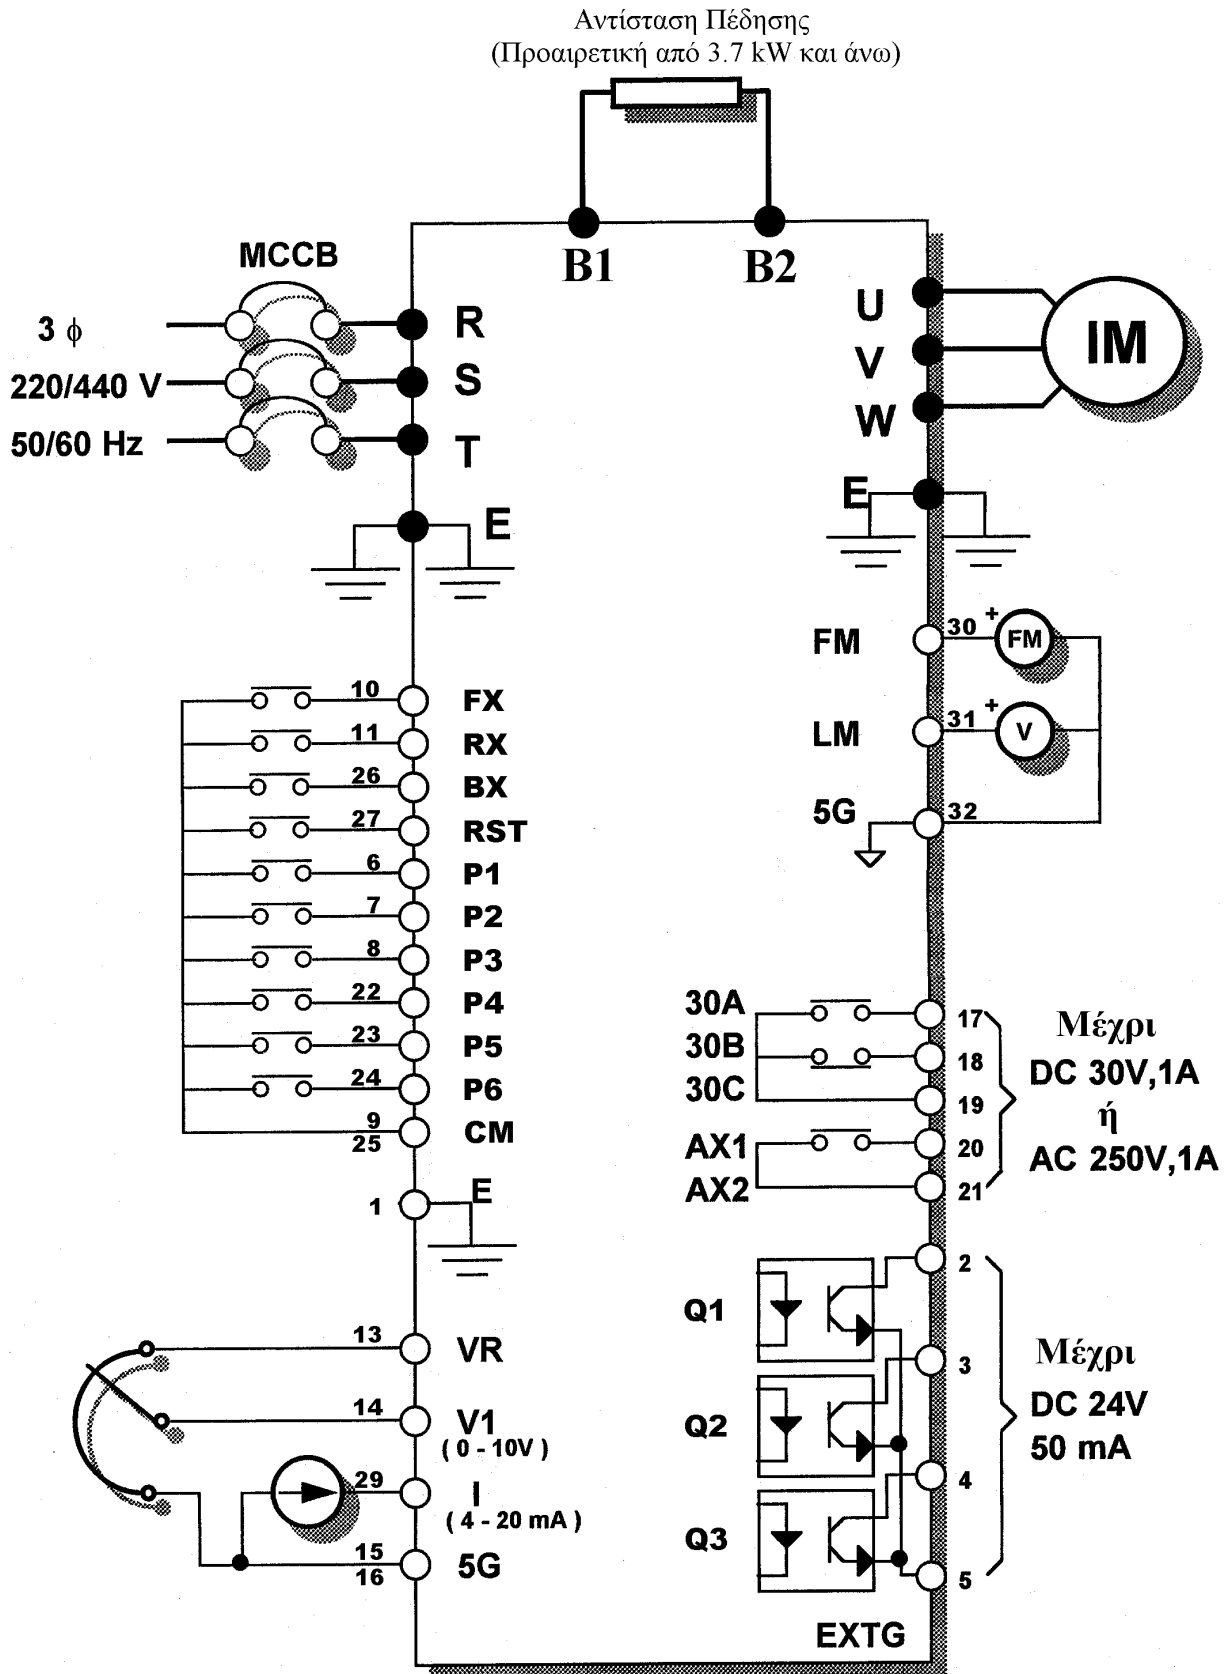 Αντίσταση Πέδησης
(Προαιρετική από 3.7 kW και άνω)
B1
B2
MCCB
3 ϕ
220/440 V
50/60 Hz
R
S
T
E
U
V
W
E
IM
FM
30
+
FM
LM
31
+
V
5G
32
10
FX
11
RX
26
BX
27
RST
6
P1
7
P2
8
P3
22
P4
23
P5
24
P6
9
25
CM
1
E
30A
17
30B
18
30C
19
AX1
20
AX2
21
Μέχρι
DC 30V,1A
ή
AC 250V,1A
13
VR
14
V1
( 0 - 10V )
29
I
( 4 - 20 mA )
15
16
5G
Q1
2
Q2
3
Q3
4
5
EXTG
Μέχρι
DC 24V
50 mA